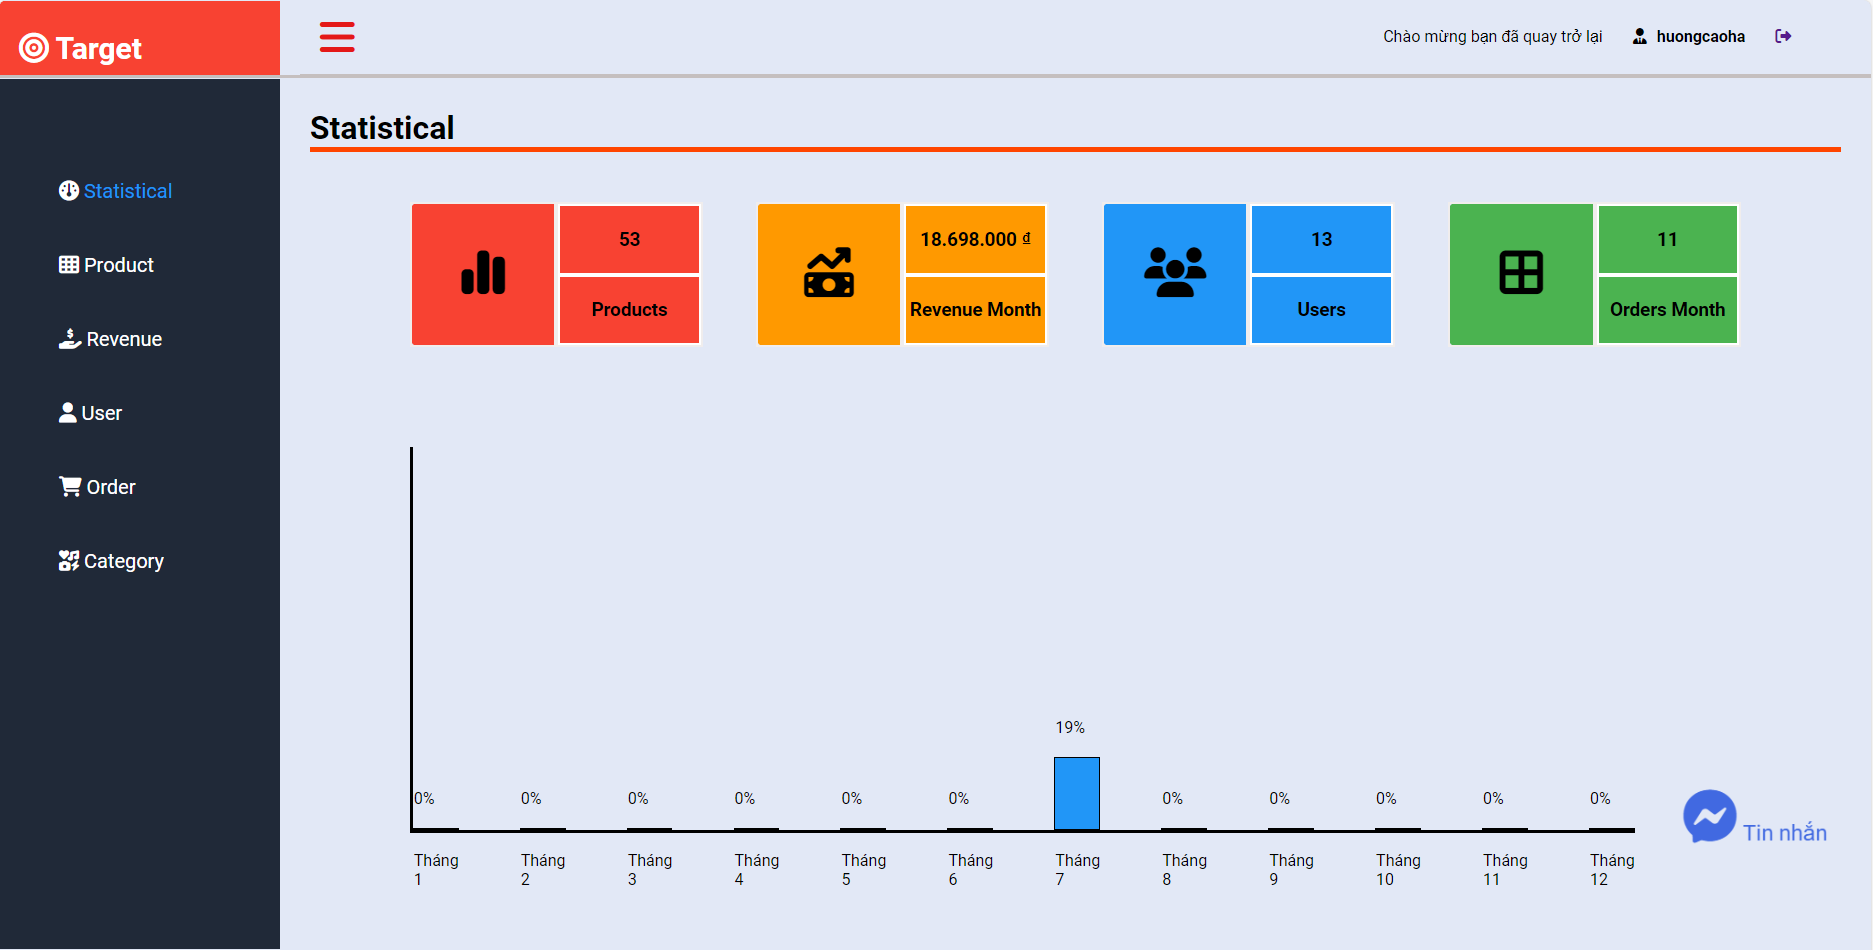 Target
Chào mừng bạn đã quay trở lại
huongcaoha
Statistical
Product
Revenue
User
Order
Category
Statistical
53
Products
18.698.000 ₫
Revenue Month
13
Users
11
Orders Month
0%
0%
0%
0%
0%
0%
19%
0%
0%
0%
0%
0%
Tháng
1
Tháng
2
Tháng
3
Tháng
4
Tháng
5
Tháng
6
Tháng
7
Tháng
8
Tháng
9
Tháng
10
Tháng
11
Tháng
12
Tin nhắn